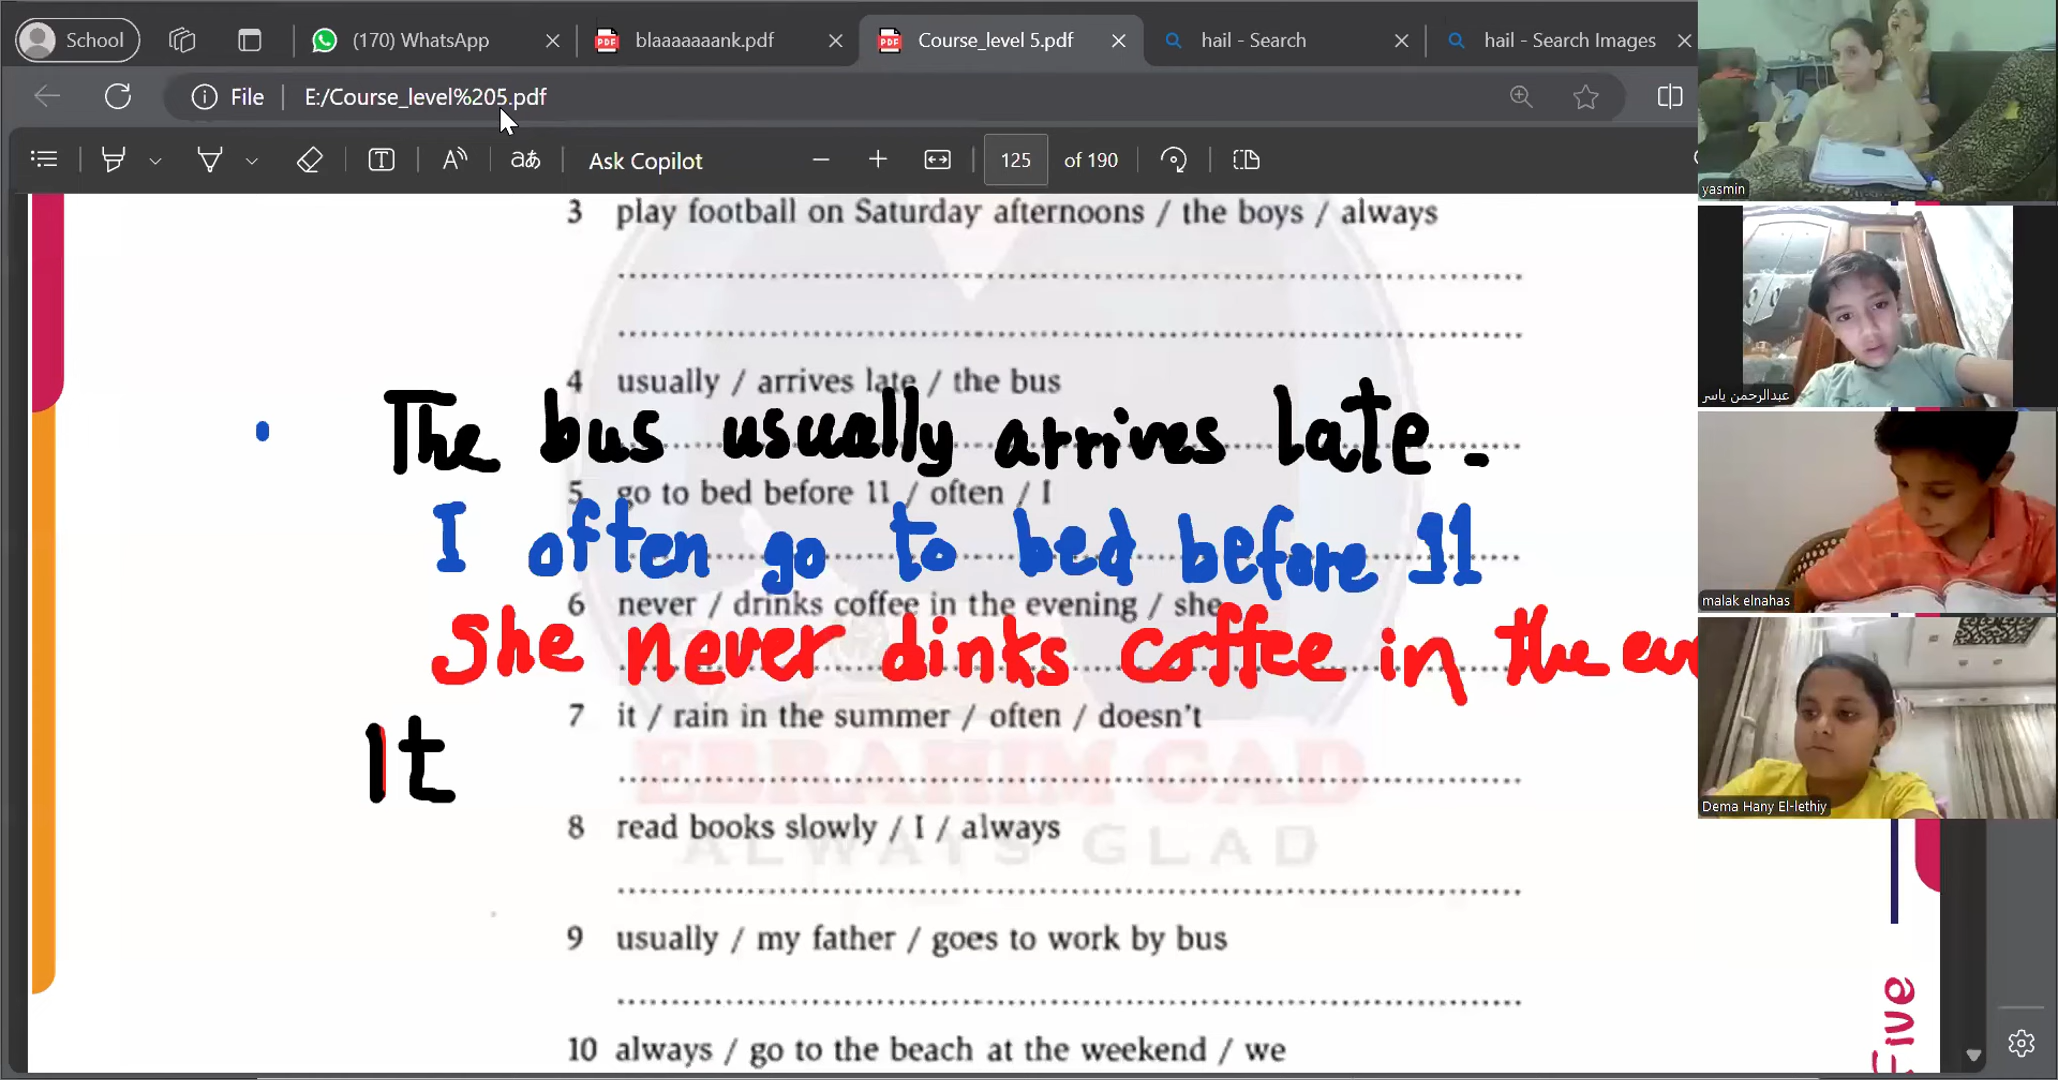 School
(170) WhatsApp
blaaaaaaank.pdf
Course_level 5.pdf
hail - Search
hail - Search Images
File
E:/Course_level%205.pdf
Ask Copilot
125 of 190
3 play football on Saturday afternoons / the boys / always
4 usually / arrives late / the bus
The bus usually arrives late.
5 go to bed before 11 / often / I
I often go to bed before 11
6 never / drinks coffee in the evening / she
She never dinks coffee in the
7 it / rain in the summer / often / doesn't
It
EBRAHIM GAD
8 read books slowly / I / always
ALWAYS GLAD
9 usually / my father / goes to work by bus
10 always / go to the beach at the weekend / we
Five
yasmin
عبدالرحمن ياسر
malak elnahas
Dema Hany El-lethiy